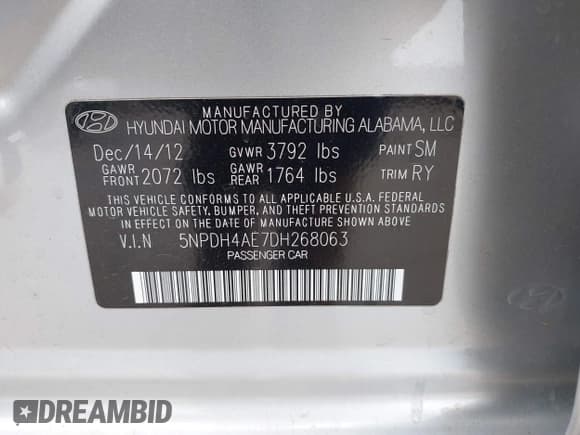 MANUFACTURED BY
HYUNDAI MOTOR MANUFACTURING ALABAMA, LLC
Dec/14/12 GVWR 3792 lbs PAINT SM
GAWR FRONT 2072 lbs GAWR REAR 1764 lbs TRIM RY
THIS VEHICLE CONFORMS TO ALL APPLICABLE U.S.A. FEDERAL
MOTOR VEHICLE SAFETY, BUMPER, AND THEFT PREVENTION STANDARDS
IN EFFECT ON THE DATE OF MANUFACTURE SHOWN ABOVE.
V.I.N 5NPDH4AE7DH268063
PASSENGER CAR
DREAMBID